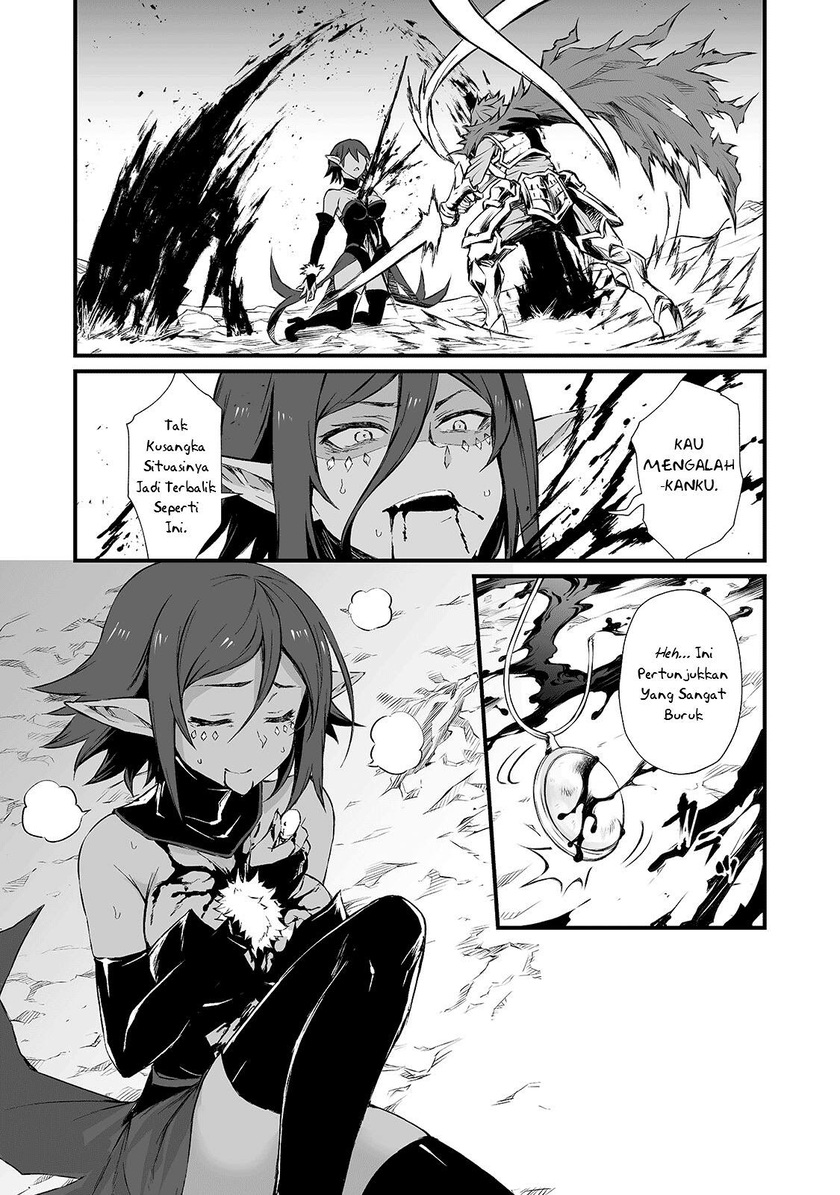 KAU
MENGALAH
-KANKU.
Tak
Kusangka
Situasinya
Jadi Terbalik
Seperti
Ini.
Heh... Ini
Pertunjukkan
Yang Sangat
Buruk